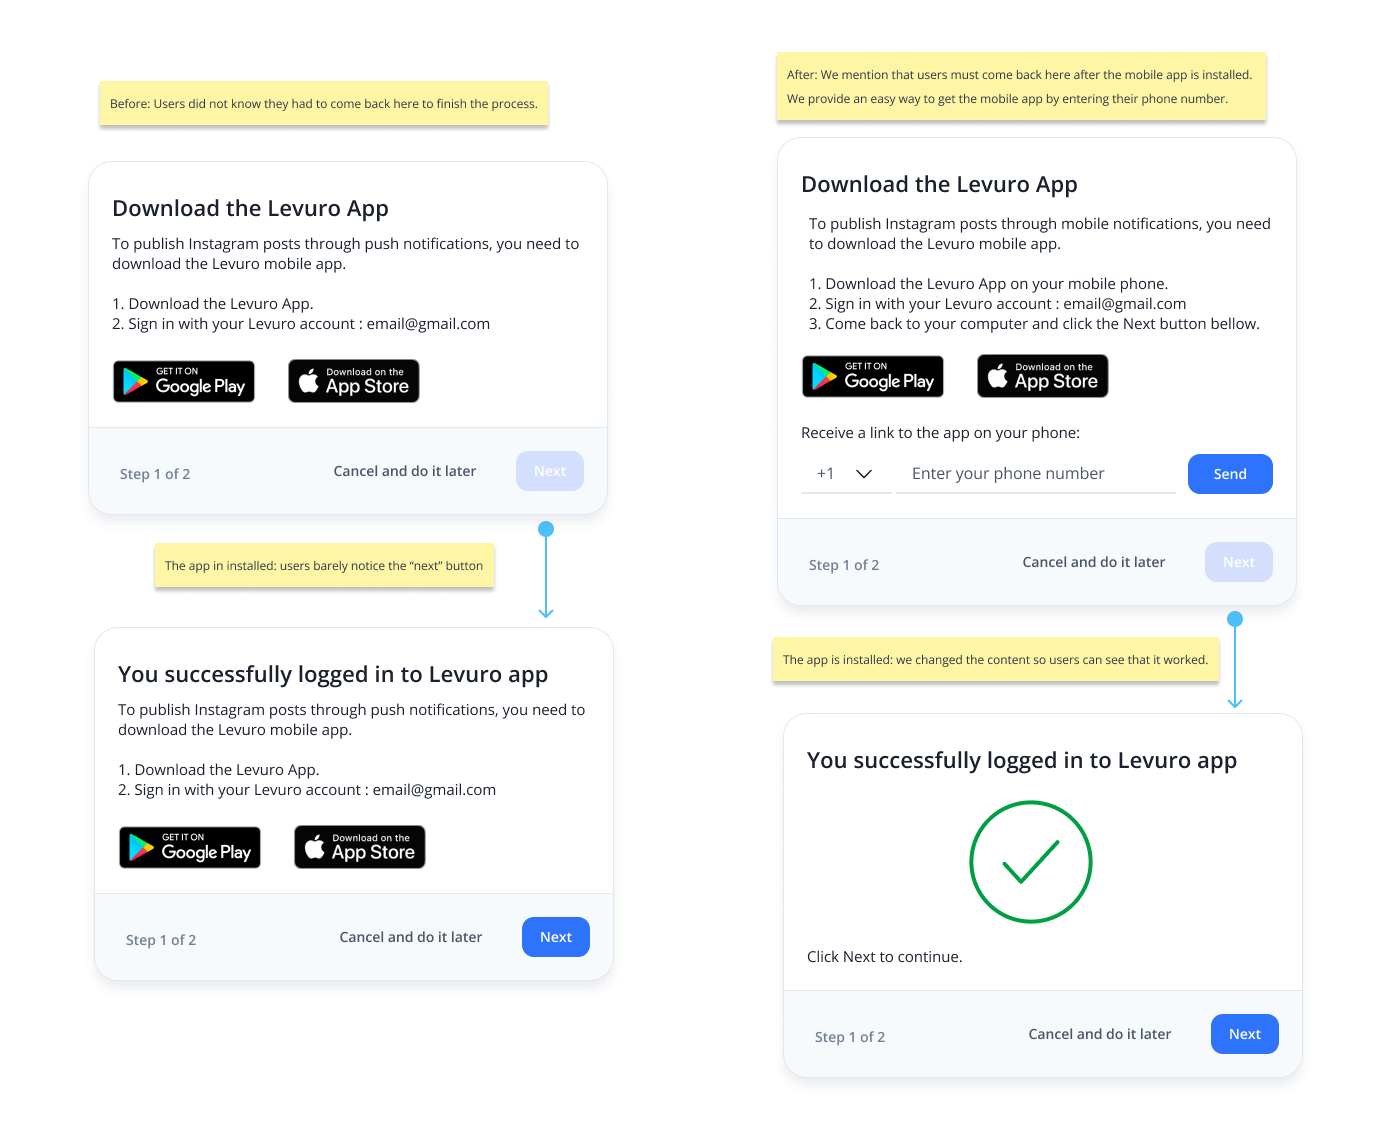 Before: Users did not know they had to come back here to finish the process.
Download the Levuro App
To publish Instagram posts through push notifications, you need to
download the Levuro mobile app.
1. Download the Levuro App.
2. Sign in with your Levuro account : email@gmail.com
GET IT ON
Google Play
Download on the
App Store
Step 1 of 2
Cancel and do it later
Next
The app in installed: users barely notice the “next” button
You successfully logged in to Levuro app
To publish Instagram posts through push notifications, you need to
download the Levuro mobile app.
1. Download the Levuro App.
2. Sign in with your Levuro account : email@gmail.com
GET IT ON
Google Play
Download on the
App Store
Step 1 of 2
Cancel and do it later
Next
After: We mention that users must come back here after the mobile app is installed.
We provide an easy way to get the mobile app by entering their phone number.
Download the Levuro App
To publish Instagram posts through mobile notifications, you need
to download the Levuro mobile app.
1. Download the Levuro App on your mobile phone.
2. Sign in with your Levuro account : email@gmail.com
3. Come back to your computer and click the Next button bellow.
GET IT ON
Google Play
Download on the
App Store
Receive a link to the app on your phone:
+1
Enter your phone number
Send
Step 1 of 2
Cancel and do it later
Next
The app is installed: we changed the content so users can see that it worked.
You successfully logged in to Levuro app
Click Next to continue.
Step 1 of 2
Cancel and do it later
Next